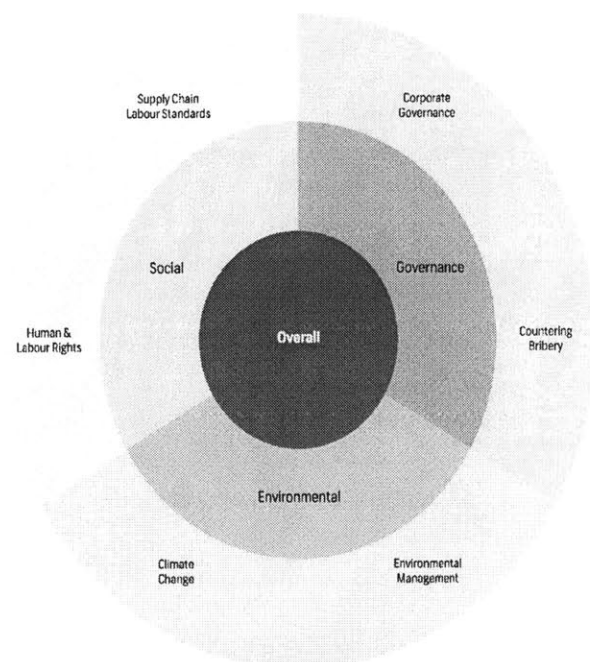 Supply Chain
Labour Standards
Corporate
Governance
Social
Governance
Human &
Labour Rights
Overall
Countering
Bribery
Environmental
Climate
Change
Environmental
Management